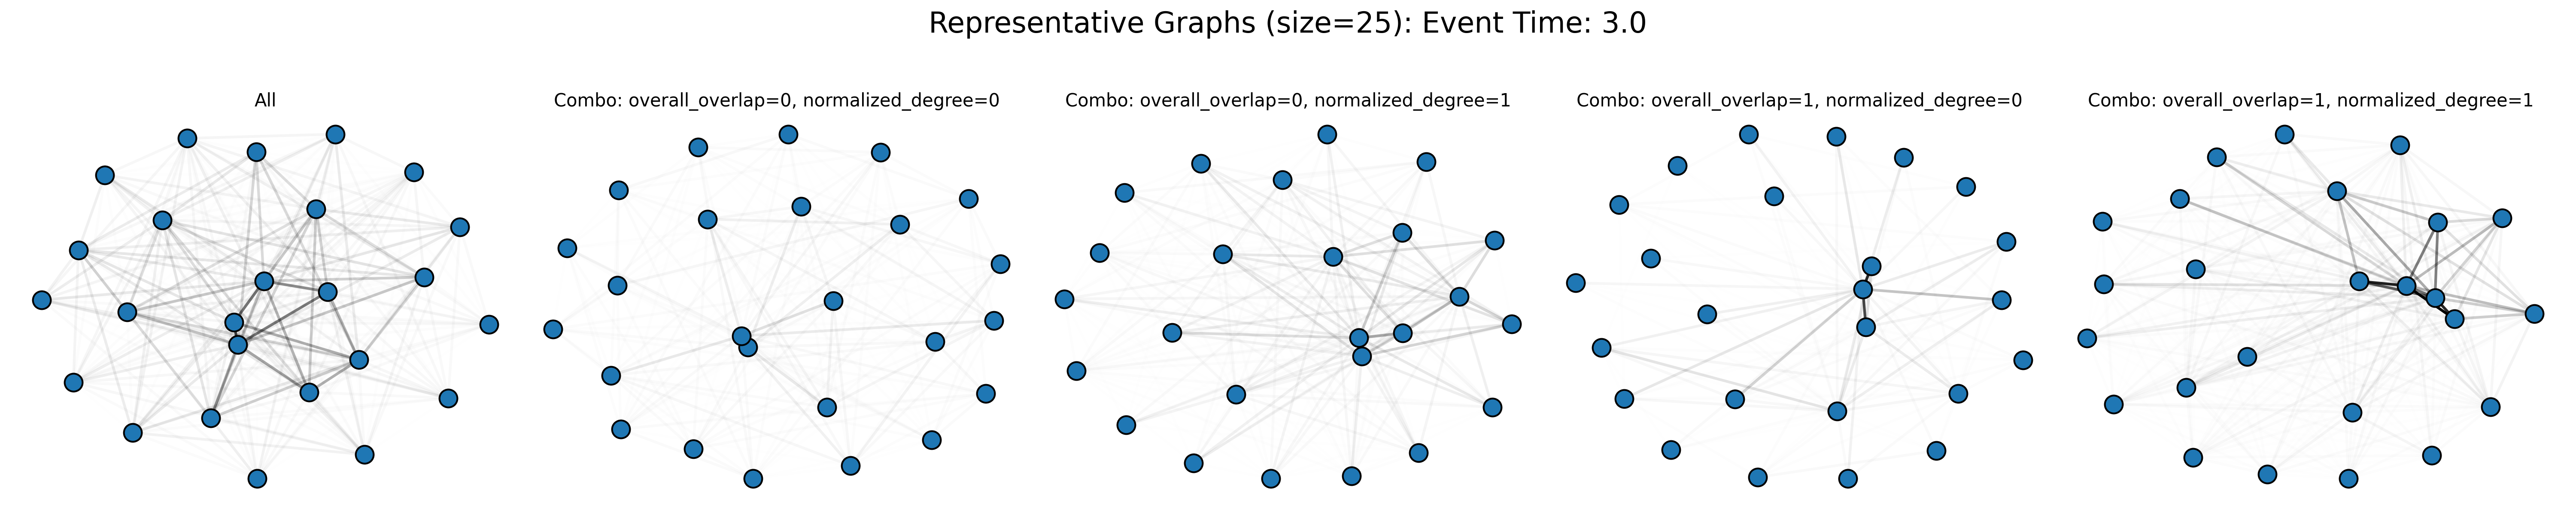 Representative Graphs (size=25): Event Time: 3.0
All
Combo: overall_overlap=0, normalized_degree=0
Combo: overall_overlap=0, normalized_degree=1
Combo: overall_overlap=1, normalized_degree=0
Combo: overall_overlap=1, normalized_degree=1